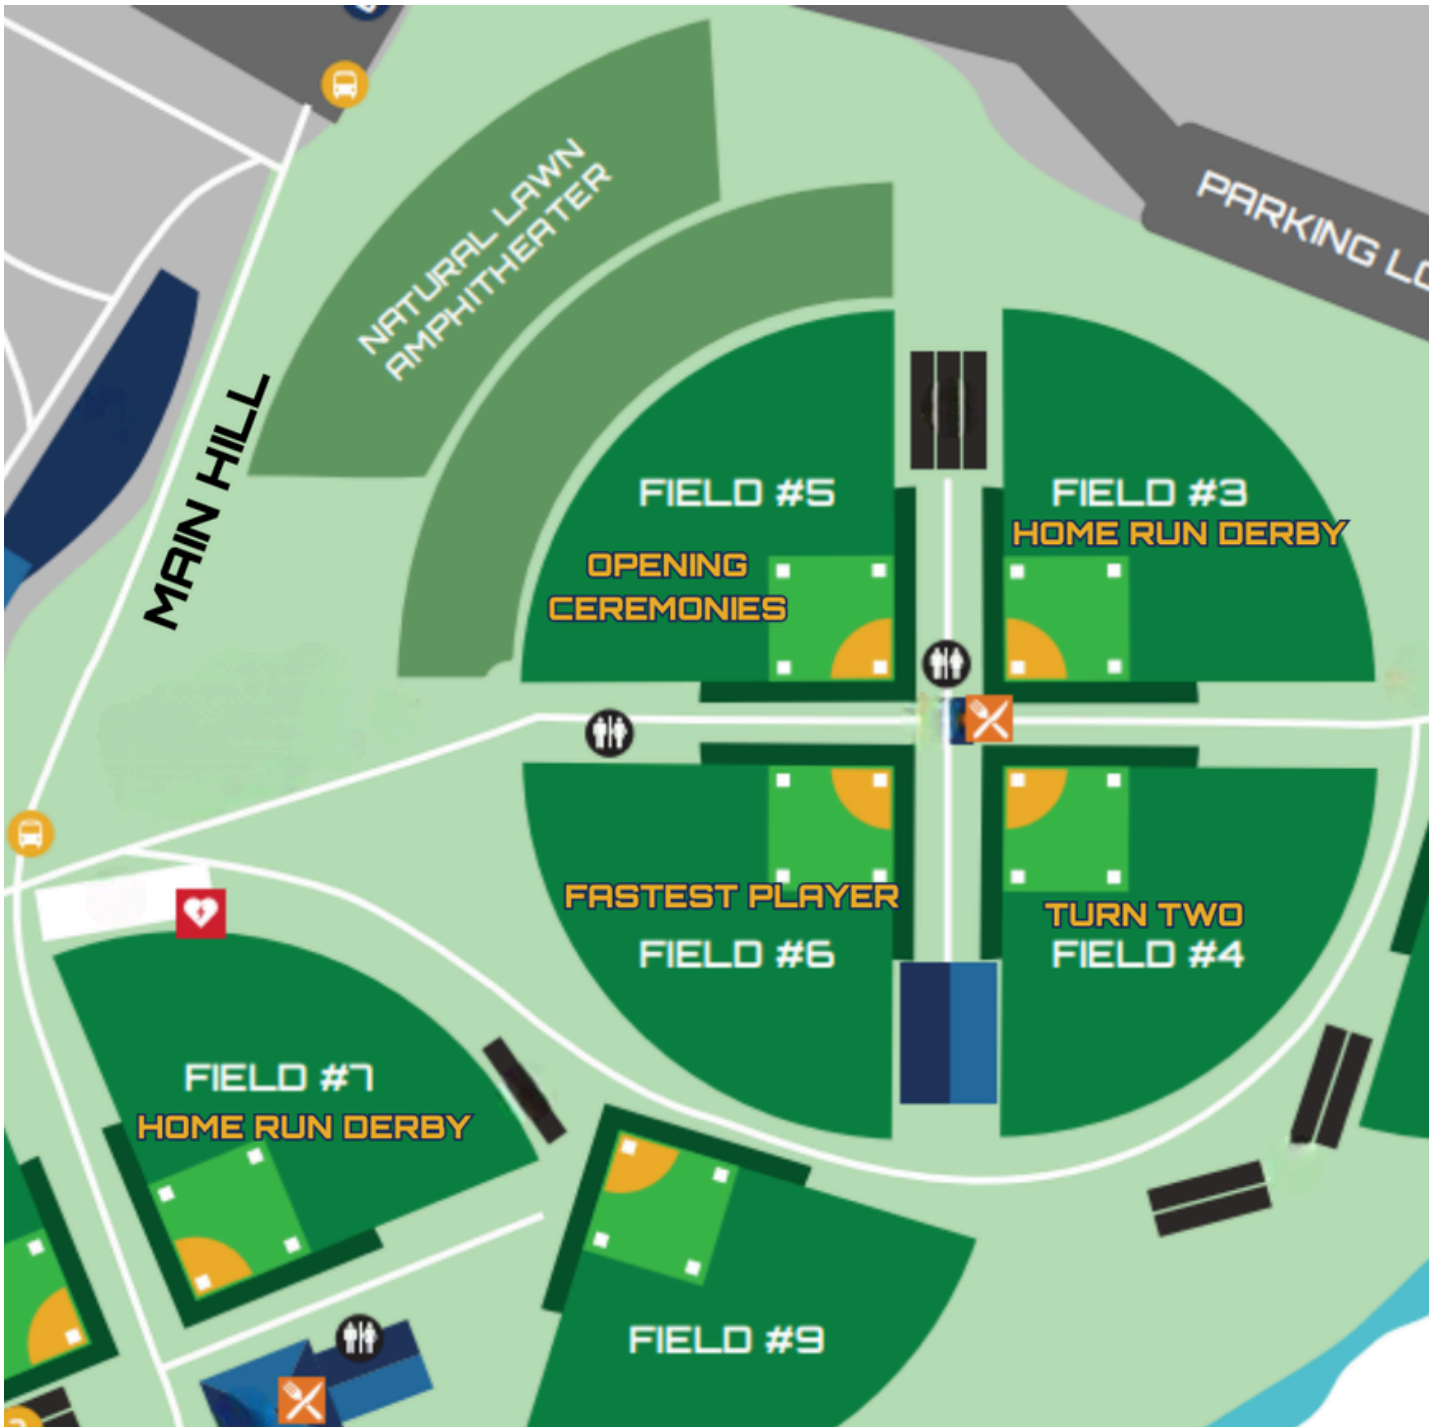 NATURAL LAWN
AMPHITHEATER
PARKING LO
MAIN HILL
FIELD #5
OPENING
CEREMONIES
FIELD #3
HOME RUN DERBY
FASTEST PLAYER
FIELD #6
TURN TWO
FIELD #4
FIELD #7
HOME RUN DERBY
FIELD #9